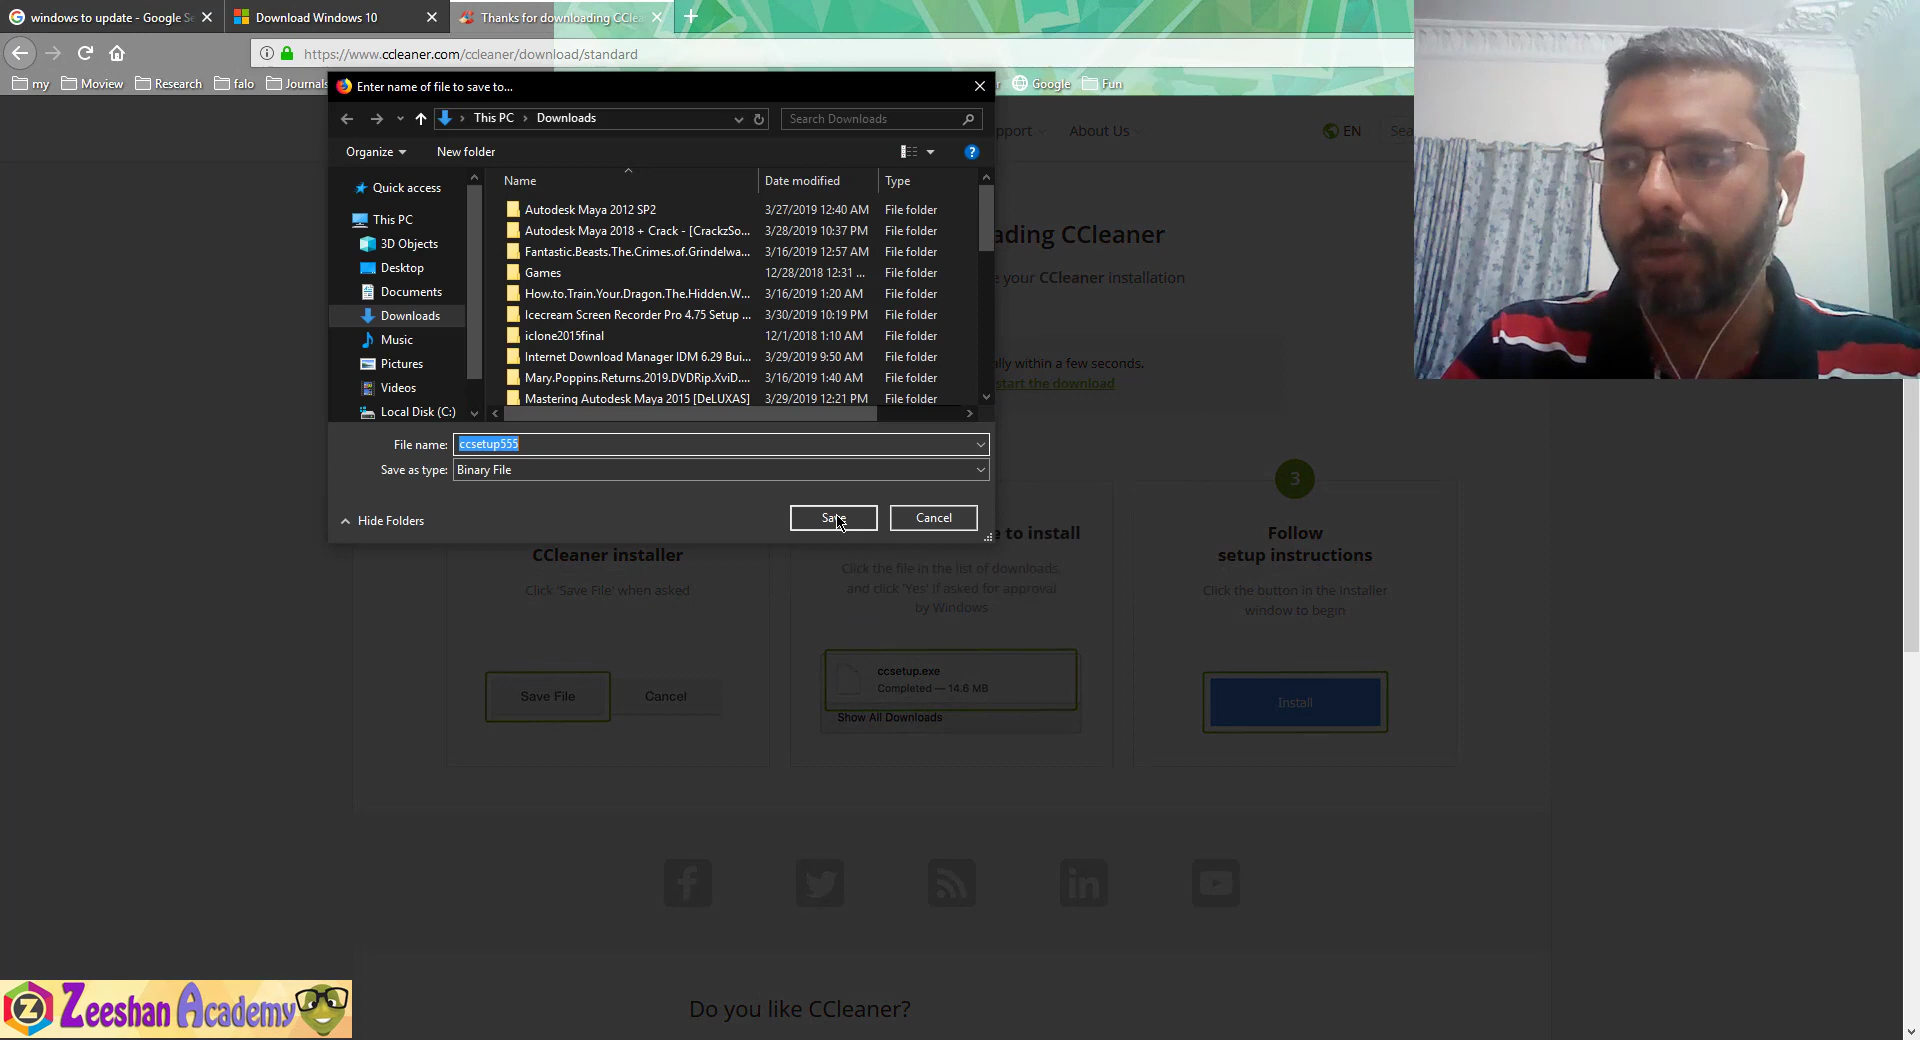 windows to update - Google Se
Download Windows 10
Thanks for downloading CClea
https://www.ccleaner.com/ccleaner/download/standard
my
Moview
Research
falo
Journals
Google
Fun
Enter name of file to save to...
This PC
Downloads
Search Downloads
Organize
New folder
?
Quick access
This PC
3D Objects
Desktop
Documents
Downloads
Music
Pictures
Videos
Local Disk (C:)
Name
Date modified
Type
Autodesk Maya 2012 SP2
3/27/2019 12:40 AM
File folder
Autodesk Maya 2018 + Crack - [CrackzSo...
3/28/2019 10:37 PM
File folder
Fantastic.Beasts.The.Crimes.of.Grindelwa...
3/16/2019 12:57 AM
File folder
Games
12/28/2018 12:31 ...
File folder
How.to.Train.Your.Dragon.The.Hidden.W...
3/16/2019 1:20 AM
File folder
Icecream Screen Recorder Pro 4.75 Setup ...
3/30/2019 10:19 PM
File folder
iclone2015final
12/1/2018 1:10 AM
File folder
Internet Download Manager IDM 6.29 Bui...
3/29/2019 9:50 AM
File folder
Mary.Poppins.Returns.2019.DVDRip.XviD....
3/16/2019 1:40 AM
File folder
Mastering Autodesk Maya 2015 [DeLUXAS]
3/29/2019 12:21 PM
File folder
File name:
ccsetup555
Save as type:
Binary File
Hide Folders
Save
Cancel
pport
About Us
EN
Sea
ading CCleaner
e your CCleaner installation
lly within a few seconds.
start the download
CCleaner installer
Click 'Save File' when asked
Save File
Cancel
e to install
Click the file in the list of downloads,
and click 'Yes' if asked for approval
by Windows
ccsetup.exe
Completed — 14.6 MB
Show All Downloads
3
Follow
setup instructions
Click the button in the installer
window to begin
Install
Do you like CCleaner?
Z
Zeeshan Academy